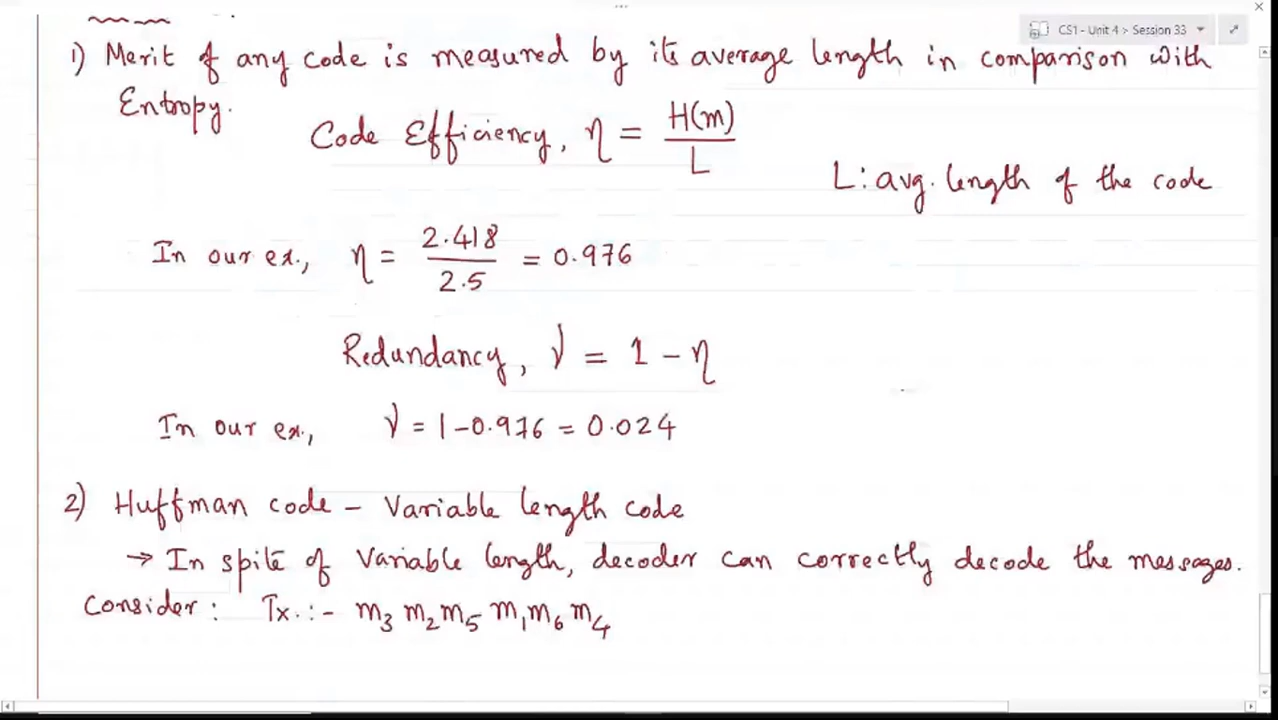 CS1 - Unit 4 > Session 33
1) Merit of any code is measured by its average length in comparison with
Entropy.
Code Efficiency, η = H(m) / L
L: avg. length of the code
In our ex., η = 2.418 / 2.5 = 0.976
Redundancy, γ = 1 - η
In our ex., γ = 1 - 0.976 = 0.024
2) Huffman code - Variable length code
→ In spite of Variable length, decoder can correctly decode the messages.
Consider : Tx. :- m₃ m₂ m₅ m₁ m₆ m₄